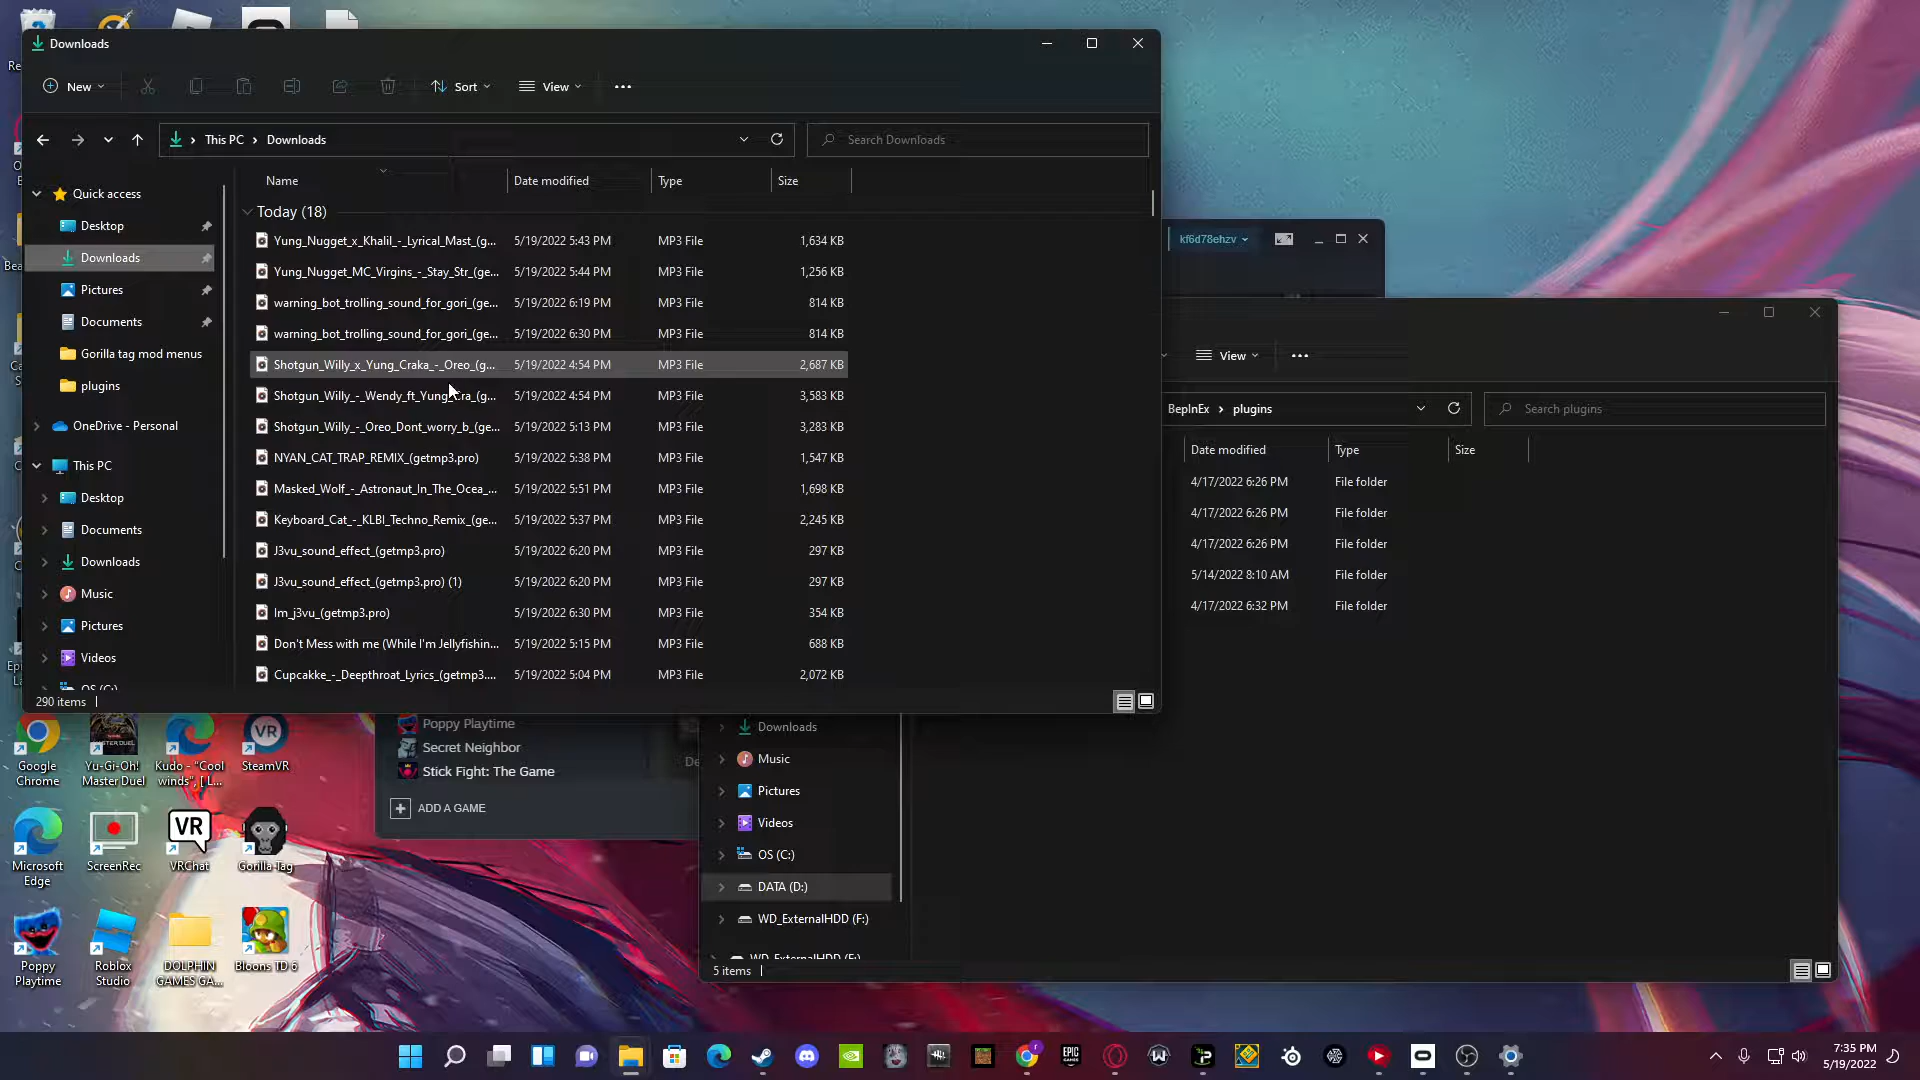 Downloads
New
Sort
View
This PC
Downloads
Search Downloads
Name
Date modified
Type
Size
Quick access
Desktop
Downloads
Pictures
Documents
Gorilla tag mod menus
plugins
OneDrive - Personal
This PC
Desktop
Documents
Downloads
Music
Pictures
Videos
OS (C:)
Today (18)
Yung_Nugget_x_Khalil_-_Lyrical_Mast_(g... 5/19/2022 5:43 PM MP3 File 1,634 KB
Yung_Nugget_MC_Virgins_-_Stay_Str_(ge... 5/19/2022 5:44 PM MP3 File 1,256 KB
warning_bot_trolling_sound_for_gori_(ge... 5/19/2022 6:19 PM MP3 File 814 KB
warning_bot_trolling_sound_for_gori_(ge... 5/19/2022 6:30 PM MP3 File 814 KB
Shotgun_Willy_x_Yung_Craka_-_Oreo_(g... 5/19/2022 4:54 PM MP3 File 2,687 KB
Shotgun_Willy_-_Wendy_ft_Yung_Cra_(g... 5/19/2022 4:54 PM MP3 File 3,583 KB
Shotgun_Willy_-_Oreo_Dont_worry_b_(ge... 5/19/2022 5:13 PM MP3 File 3,283 KB
NYAN_CAT_TRAP_REMIX_(getmp3.pro) 5/19/2022 5:38 PM MP3 File 1,547 KB
Masked_Wolf_-_Astronaut_In_The_Ocea_... 5/19/2022 5:51 PM MP3 File 1,698 KB
Keyboard_Cat_-_KLBI_Techno_Remix_(ge... 5/19/2022 5:37 PM MP3 File 2,245 KB
J3vu_sound_effect_(getmp3.pro) 5/19/2022 6:20 PM MP3 File 297 KB
J3vu_sound_effect_(getmp3.pro) (1) 5/19/2022 6:20 PM MP3 File 297 KB
Im_j3vu_(getmp3.pro) 5/19/2022 6:30 PM MP3 File 354 KB
Don't Mess with me (While I'm Jellyfishin... 5/19/2022 5:15 PM MP3 File 688 KB
Cupcakke_-_Deepthroat_Lyrics_(getmp3.... 5/19/2022 5:04 PM MP3 File 2,072 KB
290 items
kf6d78ehzv
View
BepInEx
plugins
Search plugins
Date modified
Type
Size
4/17/2022 6:26 PM File folder
4/17/2022 6:26 PM File folder
4/17/2022 6:26 PM File folder
5/14/2022 8:10 AM File folder
4/17/2022 6:32 PM File folder
Downloads
Music
Pictures
Videos
OS (C:)
DATA (D:)
WD_ExternalHDD (F:)
WD_ExternalHDD (F:)
5 items
Poppy Playtime
Secret Neighbor
Stick Fight: The Game
ADD A GAME
Google
Chrome
Yu-Gi-Oh!
Master Duel
Kudo - "Cool
winds", [ L...
SteamVR
Microsoft
Edge
ScreenRec
VR
VRChat
Gorilla Tag
Poppy
Playtime
Roblox
Studio
DOLPHIN
GAMES GA...
Bloons TD 6
EPIC
GAMES
7:35 PM
5/19/2022